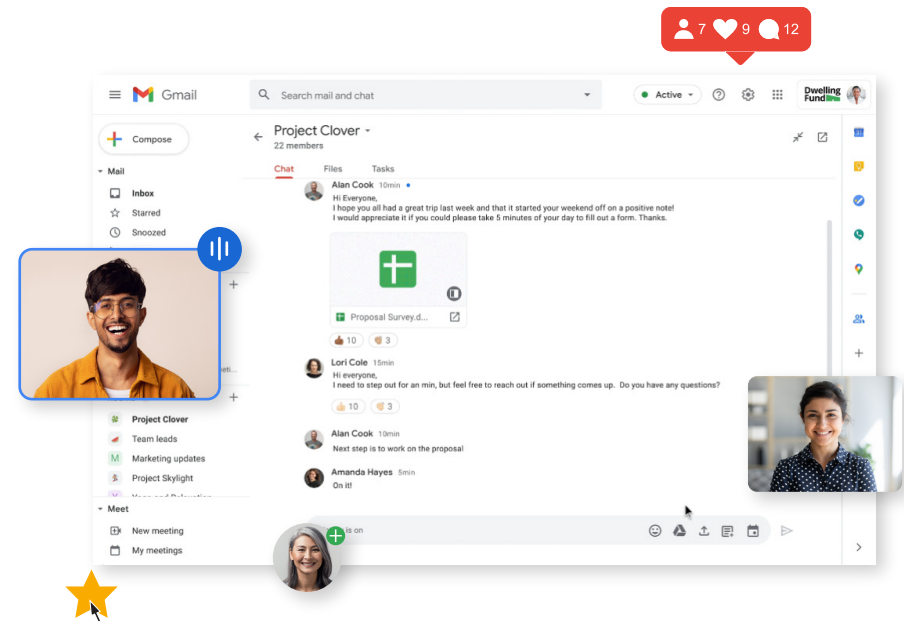 7 9 12
Gmail
Search mail and chat
Active
Dwelling
Fund
Compose
Project Clover
22 members
Chat Files Tasks
Mail
Inbox
Starred
Snoozed
Alan Cook 10min
Hi Everyone,
I hope you all had a great trip last week and that it started your weekend off on a positive note!
I would appreciate it if you could please take 5 minutes of your day to fill out a form. Thanks.
Proposal Survey.d...
10 3
Lori Cole 15min
Hi everyone,
I need to step out for an min, but feel free to reach out if something comes up. Do you have any questions?
10 3
Alan Cook 10min
Next step is to work on the proposal
Amanda Hayes 5min
On it!
Project Clover
Team leads
M Marketing updates
Project Skylight
Meet
New meeting
My meetings
is on